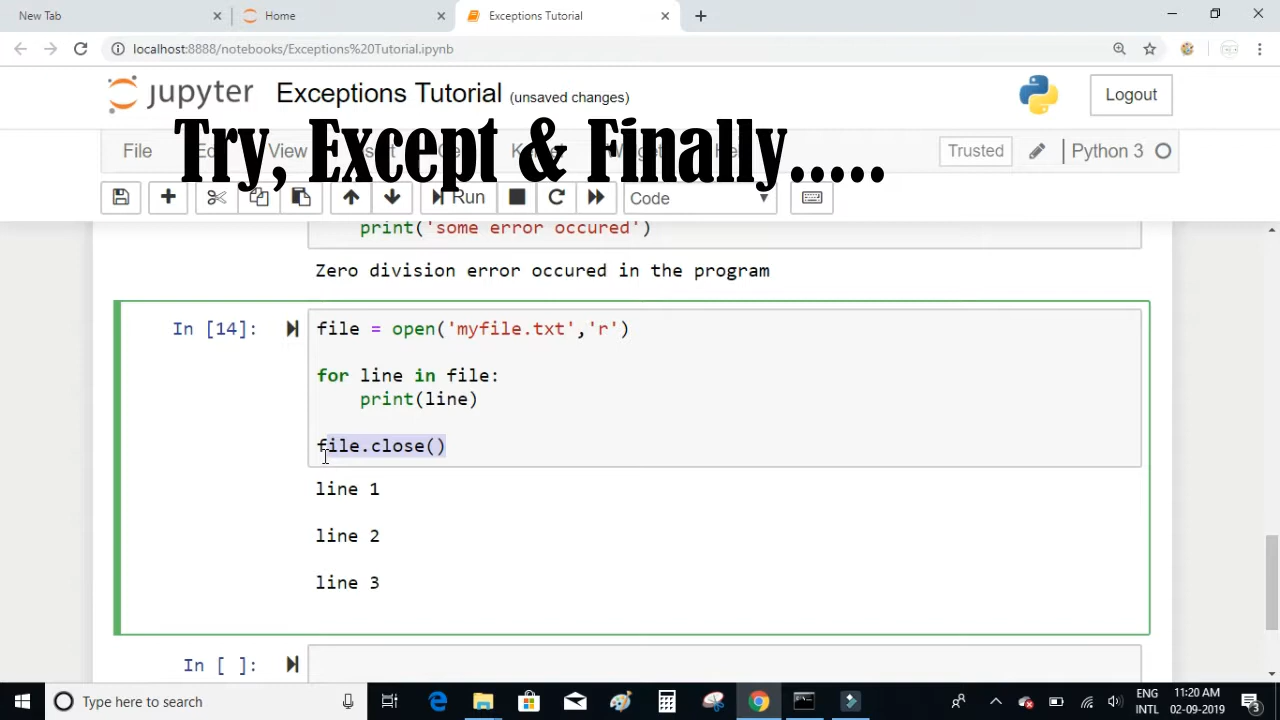 New Tab
Home
Exceptions Tutorial
localhost:8888/notebooks/Exceptions%20Tutorial.ipynb
jupyter Exceptions Tutorial (unsaved changes)
Logout
Try, Except & Finally.....
File
View
Trusted
Python 3
Run
Code
print('some error occured')
Zero division error occured in the program
In [14]:
file = open('myfile.txt','r')
for line in file:
print(line)
file.close()
line 1
line 2
line 3
In [ ]:
Type here to search
ENG
INTL
11:20 AM
02-09-2019
3